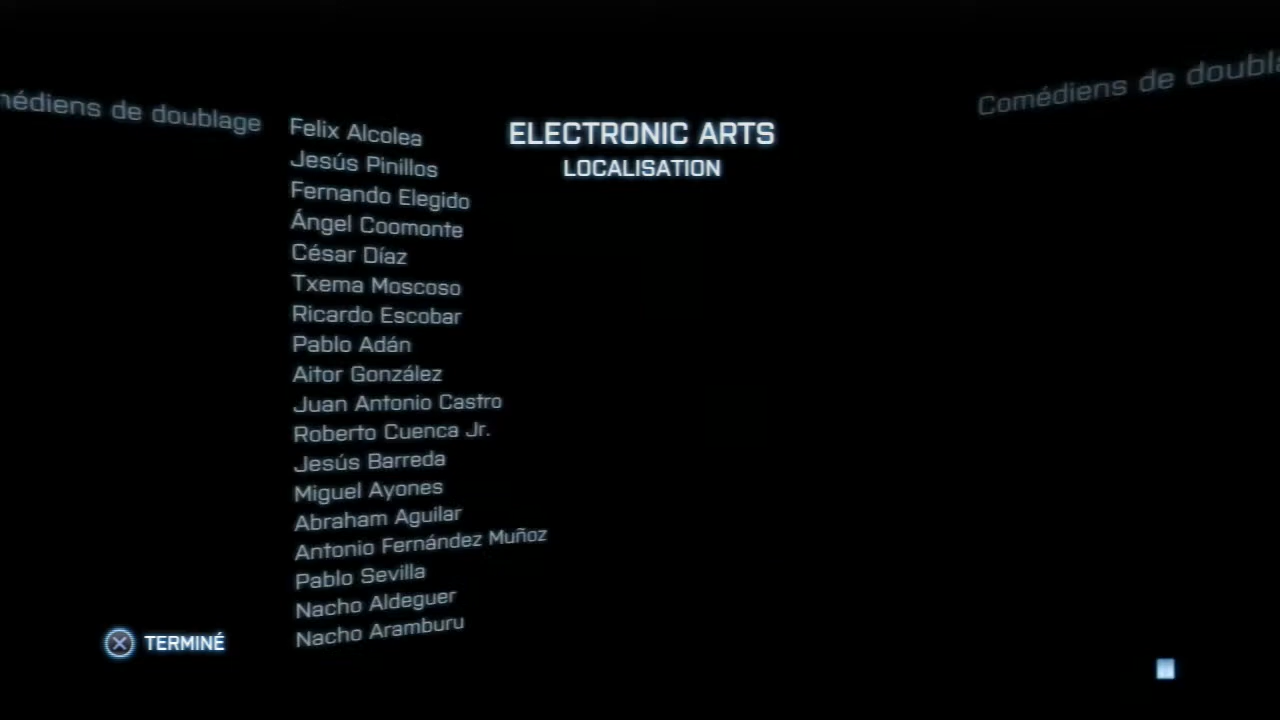 ELECTRONIC ARTS
LOCALISATION
médiens de doublage
Comédiens de doubla
Felix Alcolea
Jesús Pinillos
Fernando Elegido
Ángel Coomonte
César Díaz
Txema Moscoso
Ricardo Escobar
Pablo Adán
Aitor González
Juan Antonio Castro
Roberto Cuenca Jr.
Jesús Barreda
Miguel Ayones
Abraham Aguilar
Antonio Fernández Muñoz
Pablo Sevilla
Nacho Aldeguer
Nacho Aramburu
TERMINÉ